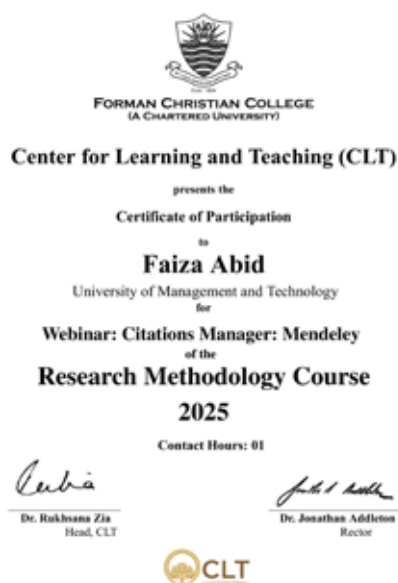 FORMAN CHRISTIAN COLLEGE
(A CHARTERED UNIVERSITY)
Center for Learning and Teaching (CLT)
presents the
Certificate of Participation
to
Faiza Abid
University of Management and Technology
for
Webinar: Citations Manager: Mendeley
of the
Research Methodology Course
2025
Contact Hours: 01
Dr. Rukhsana Zia
Head, CLT
Dr. Jonathan Addleton
Rector
CLT